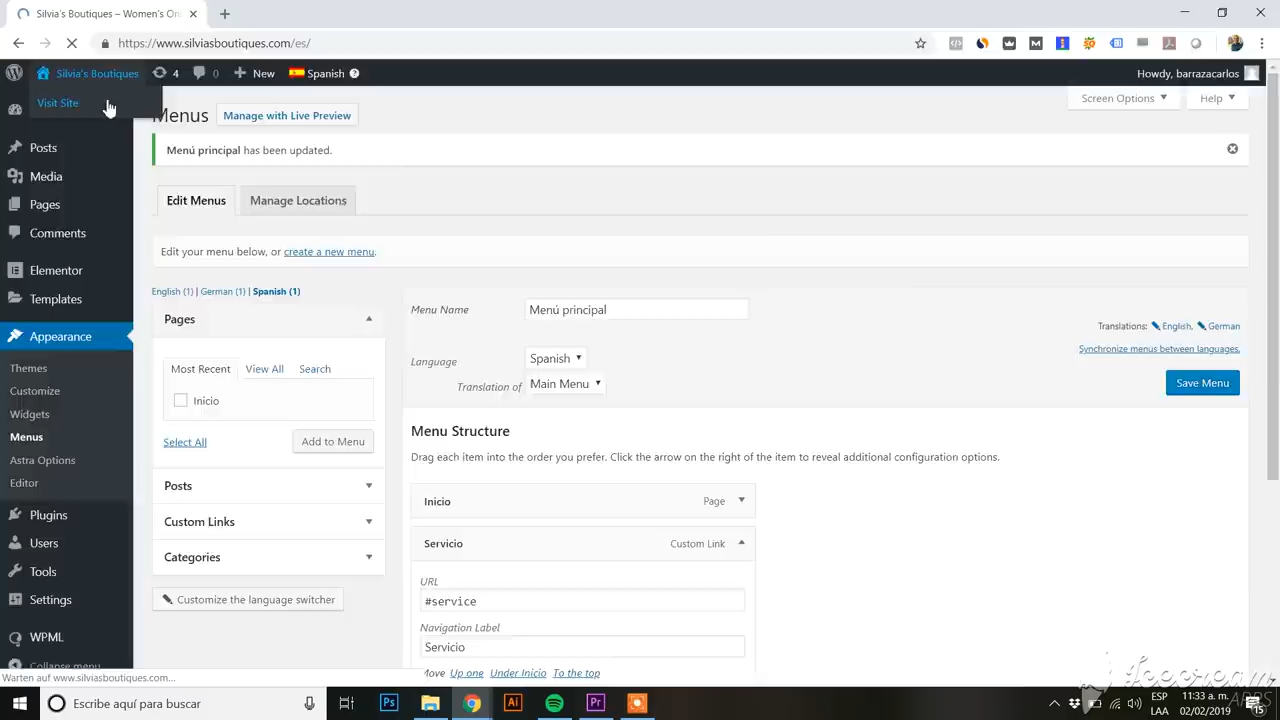 Silvia's Boutiques – Women's On
https://www.silviasboutiques.com/es/
Silvia's Boutiques 4 0 New Spanish
Howdy, barrazacarlos
Visit Site
Menus Manage with Live Preview
Screen Options Help
Menú principal has been updated.
Edit Menus Manage Locations
Edit your menu below, or create a new menu.
English (1) | German (1) | Spanish (1)
Posts
Media
Pages
Comments
Elementor
Templates
Appearance
Themes
Customize
Widgets
Menus
Astra Options
Editor
Plugins
Users
Tools
Settings
WPML
Collapse menu
Pages
Most Recent View All Search
Inicio
Select All Add to Menu
Posts
Custom Links
Categories
Customize the language switcher
Menu Name Menú principal
Translations: English, German
Language Spanish
Synchronize menus between languages.
Translation of Main Menu
Save Menu
Menu Structure
Drag each item into the order you prefer. Click the arrow on the right of the item to reveal additional configuration options.
Inicio Page
Servicio Custom Link
URL
#service
Navigation Label
Servicio
Move Up one Under Inicio To the top
Warten auf www.silviasboutiques.com...
Icecream
APPS
Escribe aquí para buscar
Ps
Ai
Pr
ESP
LAA
11:33 a. m.
02/02/2019